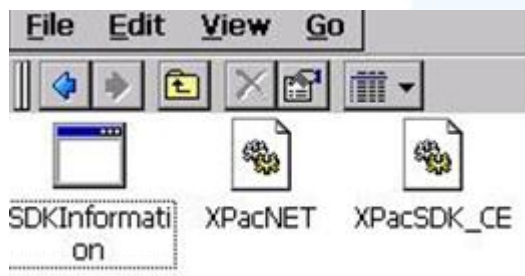 File Edit View Go
SDKInformati
on
XPacNET
XPacSDK_CE